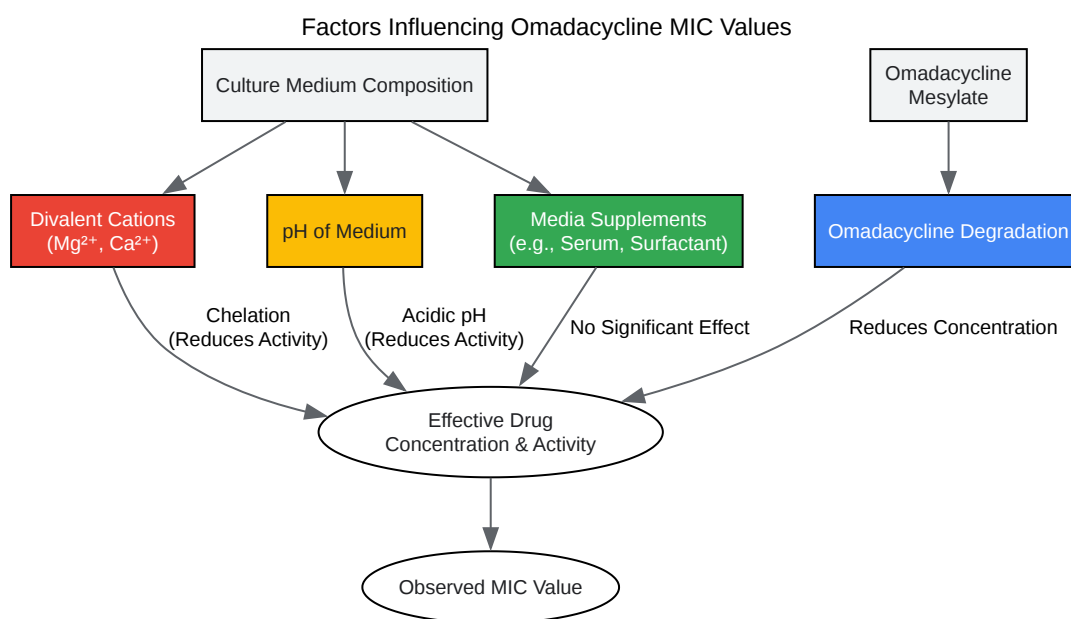 Factors Influencing Omadacycline MIC Values
Culture Medium Composition
Omadacycline
Mesylate
Divalent Cations
(Mg²⁺, Ca²⁺)
pH of Medium
Media Supplements
(e.g., Serum, Surfactant)
Omadacycline Degradation
Chelation
(Reduces Activity)
Acidic pH
(Reduces Activity)
No Significant Effect
Reduces Concentration
Effective Drug
Concentration & Activity
Observed MIC Value